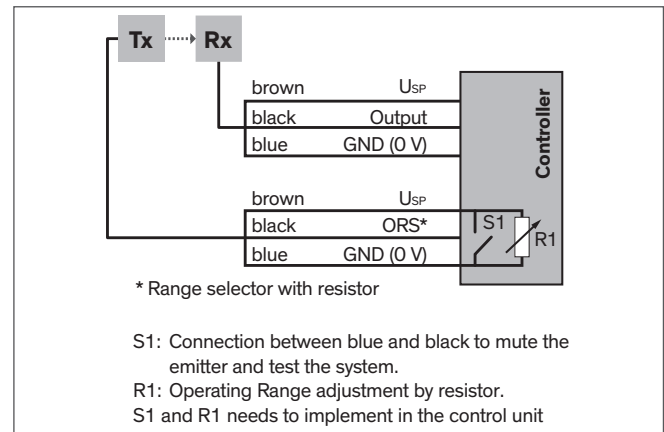 Tx Rx
brown USP
black Output
blue GND (0 V)
Controller
brown USP
black ORS*
blue GND (0 V)
S1
R1
* Range selector with resistor
S1: Connection between blue and black to mute the
emitter and test the system.
R1: Operating Range adjustment by resistor.
S1 and R1 needs to implement in the control unit